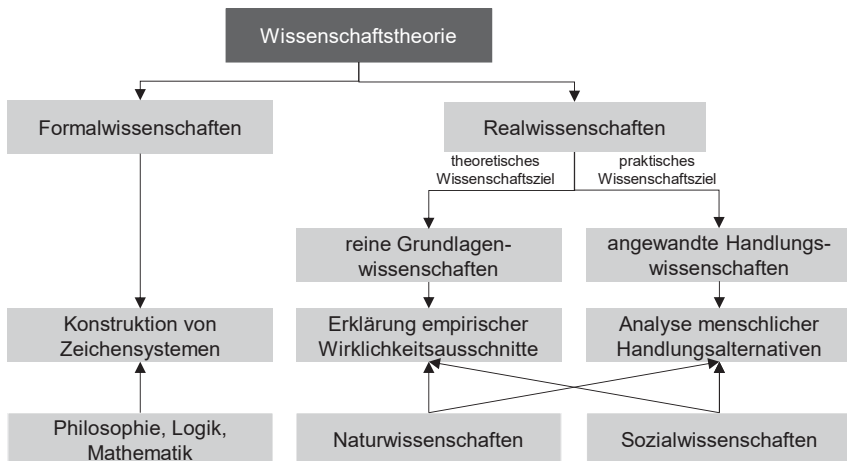 Wissenschaftstheorie
Formalwissenschaften
Realwissenschaften
theoretisches
Wissenschaftsziel
praktisches
Wissenschaftsziel
reine Grundlagen-
wissenschaften
angewandte Handlungs-
wissenschaften
Konstruktion von
Zeichensystemen
Erklärung empirischer
Wirklichkeitsausschnitte
Analyse menschlicher
Handlungsalternativen
Philosophie, Logik,
Mathematik
Naturwissenschaften
Sozialwissenschaften